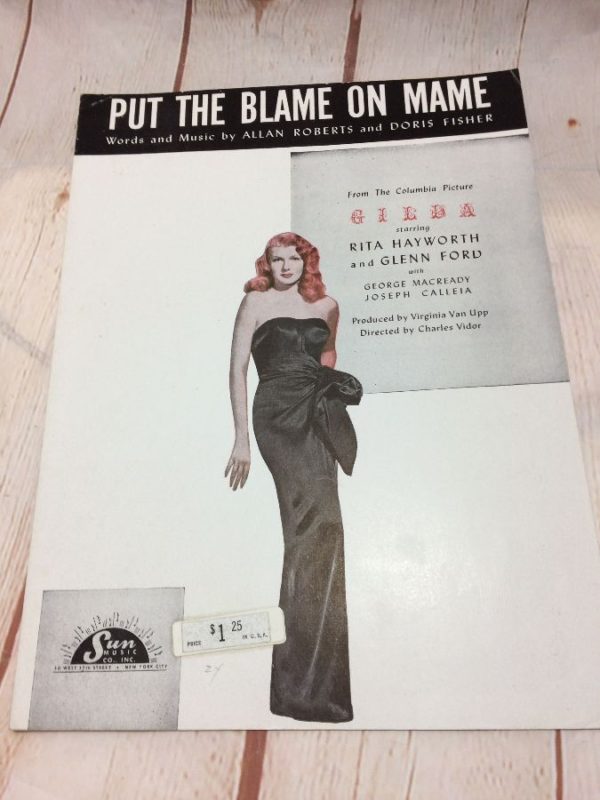 PUT THE BLAME ON MAME
Words and Music by ALLAN ROBERTS and DORIS FISHER
From The Columbia Picture
GILDA
starring
RITA HAYWORTH
and GLENN FORD
with
GEORGE MACREADY
JOSEPH CALLEIA
Produced by Virginia Van Upp
Directed by Charles Vidor
Sun
MUSIC
CO. INC.
WEST STREET • NEW YORK CITY
PRICE $1 25 IN U.S.A.